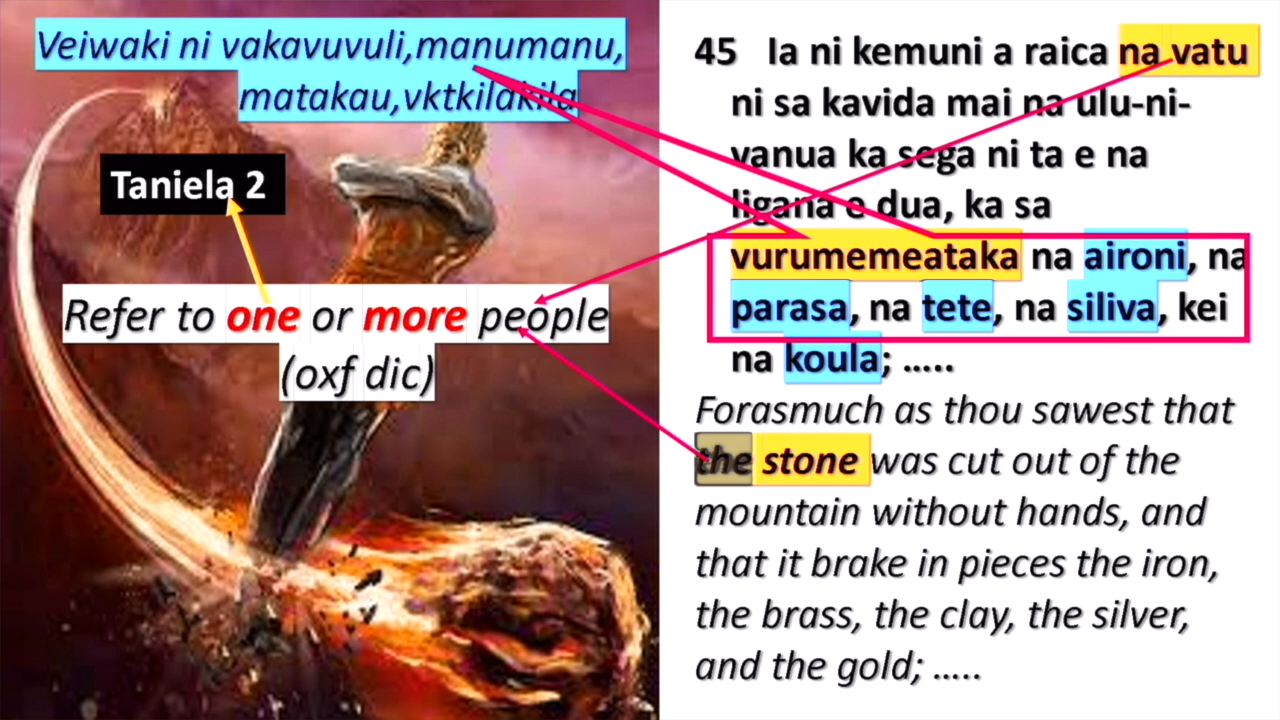 Veiwaki ni vakavuvuli,manumanu,
matakau,vktkilakila
Taniela 2
Refer to one or more people
(oxf dic)
45 Ia ni kemuni a raica na vatu
ni sa kavida mai na ulu-ni-
vanua ka sega ni ta e na
ligana e dua, ka sa
vurumemeataka na aironi, na
parasa, na tete, na siliva, kei
na koula; .....
Forasmuch as thou sawest that
the stone was cut out of the
mountain without hands, and
that it brake in pieces the iron,
the brass, the clay, the silver,
and the gold; .....